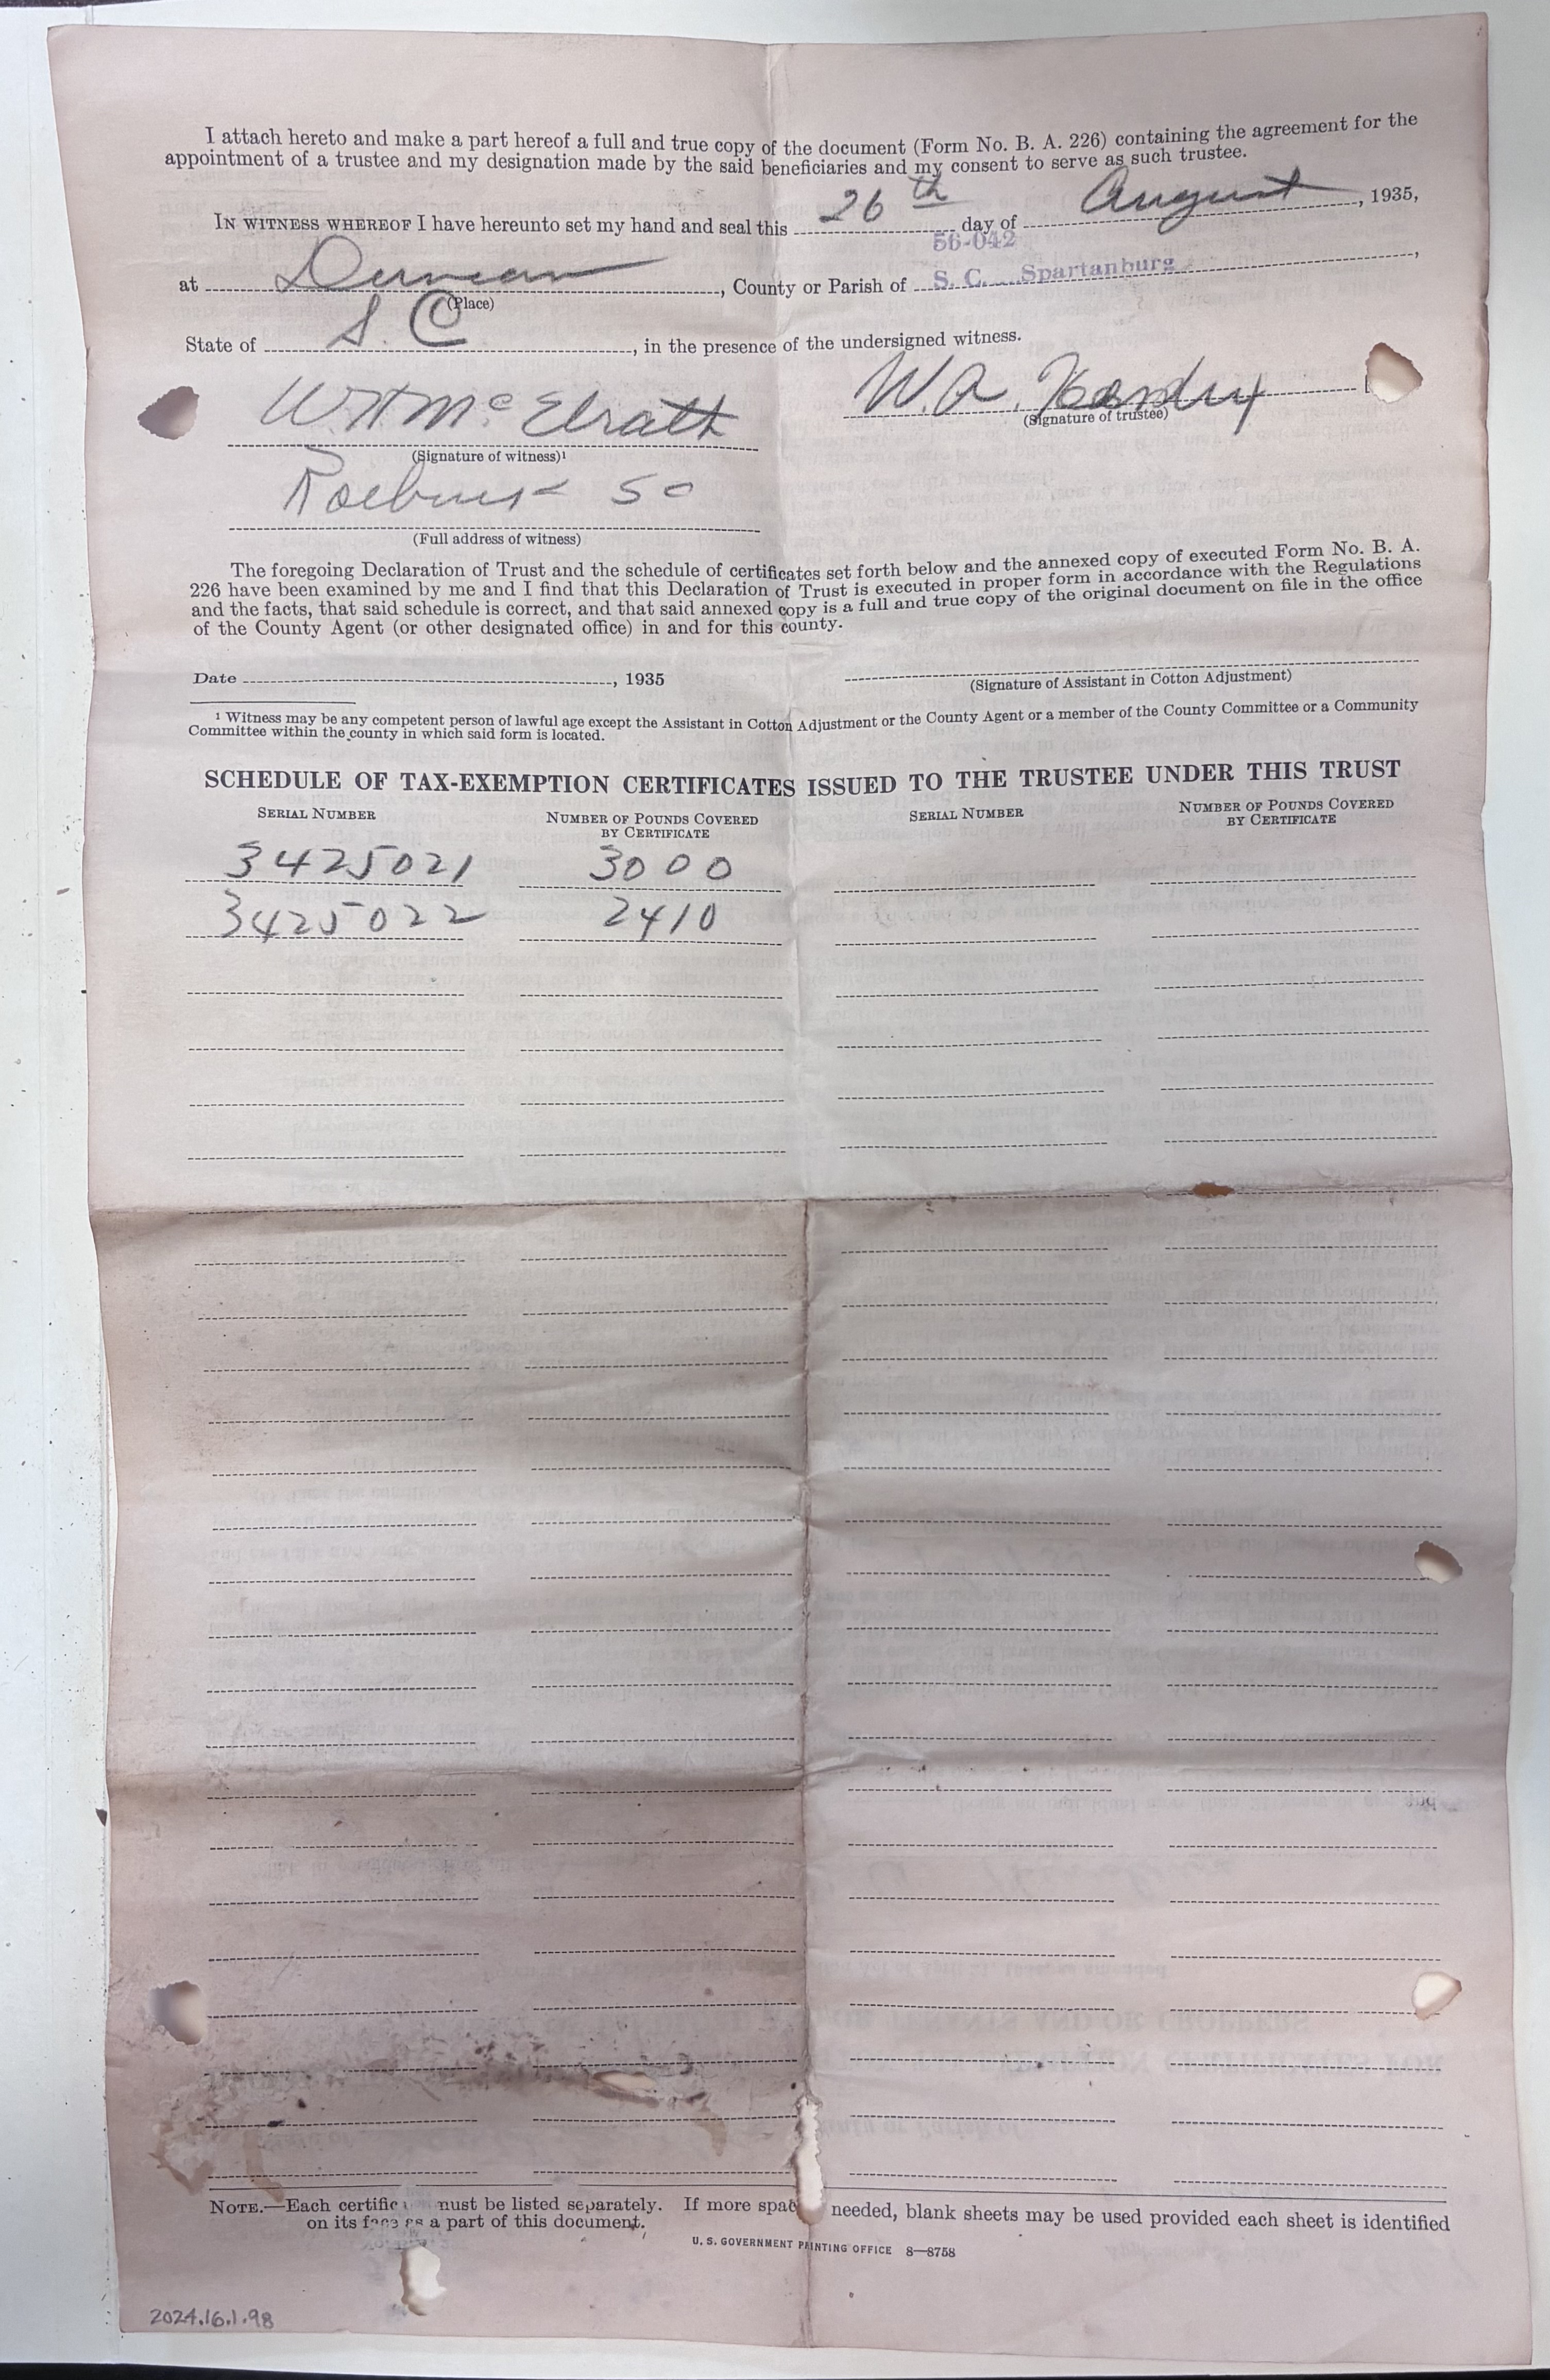 I attach hereto and make a part hereof a full and true copy of the document (Form No. B. A. 226) containing the agreement for the
appointment of a trustee and my designation made by the said beneficiaries and my consent to serve as such trustee.
IN WITNESS WHEREOF I have hereunto set my hand and seal this 26th day of August, 1935,
56-042
at Duncan, County or Parish of S. C. Spartanburg,
(Place)
State of S. C, in the presence of the undersigned witness.
W H McElrath W. A.
(Signature of witness)¹ (Signature of trustee)
Roebuck SC
(Full address of witness)
The foregoing Declaration of Trust and the schedule of certificates set forth below and the annexed copy of executed Form No. B. A.
226 have been examined by me and I find that this Declaration of Trust is executed in proper form in accordance with the Regulations
and the facts, that said schedule is correct, and that said annexed copy is a full and true copy of the original document on file in the office
of the County Agent (or other designated office) in and for this county.
Date , 1935
(Signature of Assistant in Cotton Adjustment)
¹ Witness may be any competent person of lawful age except the Assistant in Cotton Adjustment or the County Agent or a member of the County Committee or a Community
Committee within the county in which said form is located.
SCHEDULE OF TAX-EXEMPTION CERTIFICATES ISSUED TO THE TRUSTEE UNDER THIS TRUST
SERIAL NUMBER NUMBER OF POUNDS COVERED BY CERTIFICATE SERIAL NUMBER NUMBER OF POUNDS COVERED BY CERTIFICATE
3425021 3000
3425022 2410
NOTE.—Each certific must be listed separately. If more spac needed, blank sheets may be used provided each sheet is identified
on its face as a part of this document.
U. S. GOVERNMENT PRINTING OFFICE 8—8758
2024.16.1.98